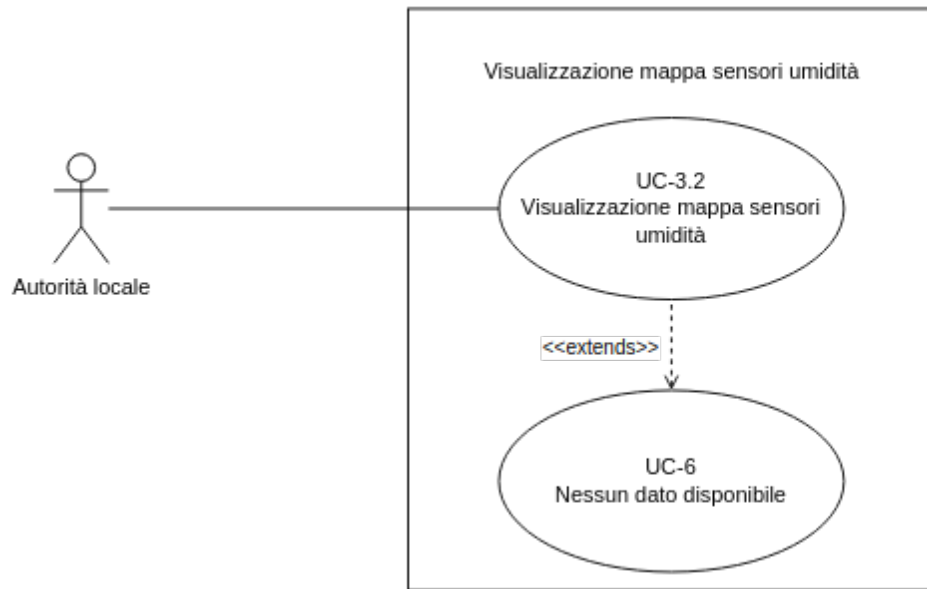 Visualizzazione mappa sensori umidità
UC-3.2
Visualizzazione mappa sensori
umidità
Autorità locale
<<extends>>
UC-6
Nessun dato disponibile